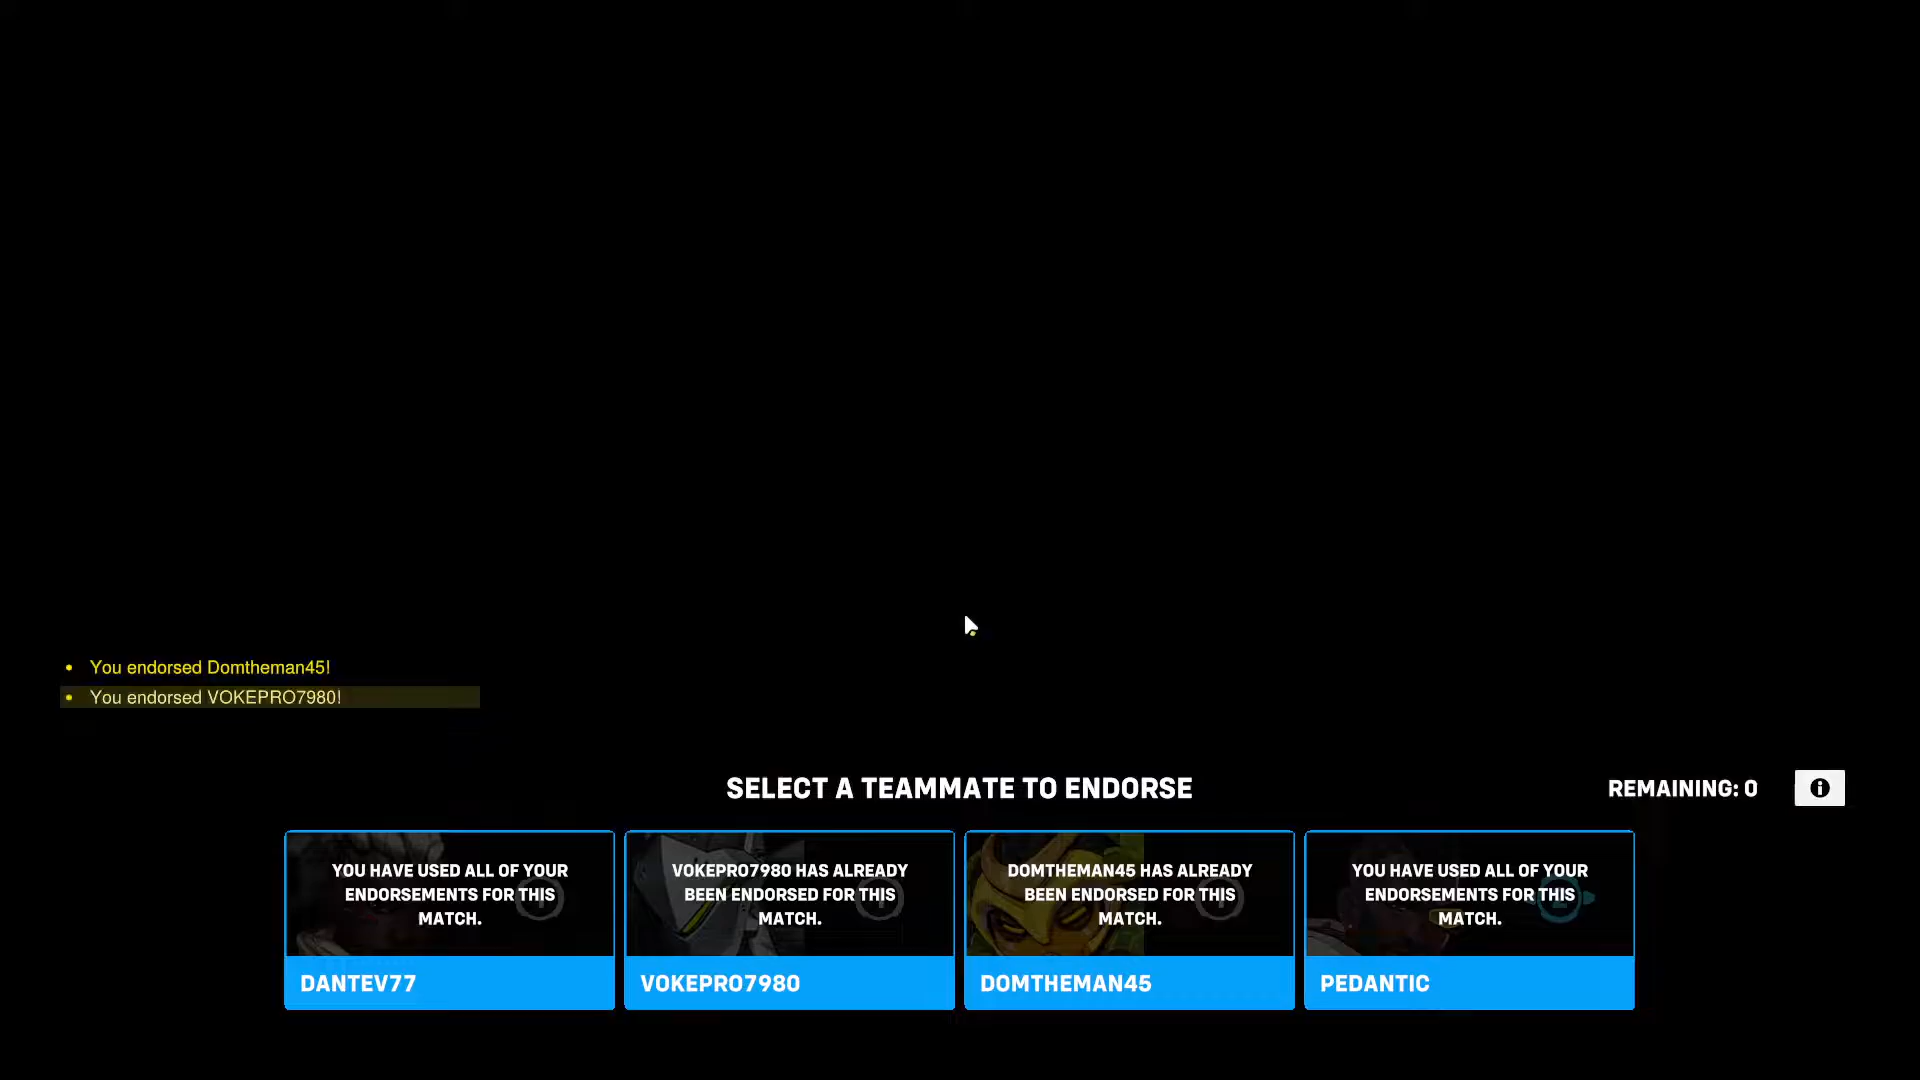 You endorsed Domtheman45!
You endorsed VOKEPRO7980!
SELECT A TEAMMATE TO ENDORSE
REMAINING: 0
YOU HAVE USED ALL OF YOUR
ENDORSEMENTS FOR THIS
MATCH.
DANTEV77
VOKEPRO7980 HAS ALREADY
BEEN ENDORSED FOR THIS
MATCH.
VOKEPRO7980
DOMTHEMAN45 HAS ALREADY
BEEN ENDORSED FOR THIS
MATCH.
DOMTHEMAN45
YOU HAVE USED ALL OF YOUR
ENDORSEMENTS FOR THIS
MATCH.
PEDANTIC